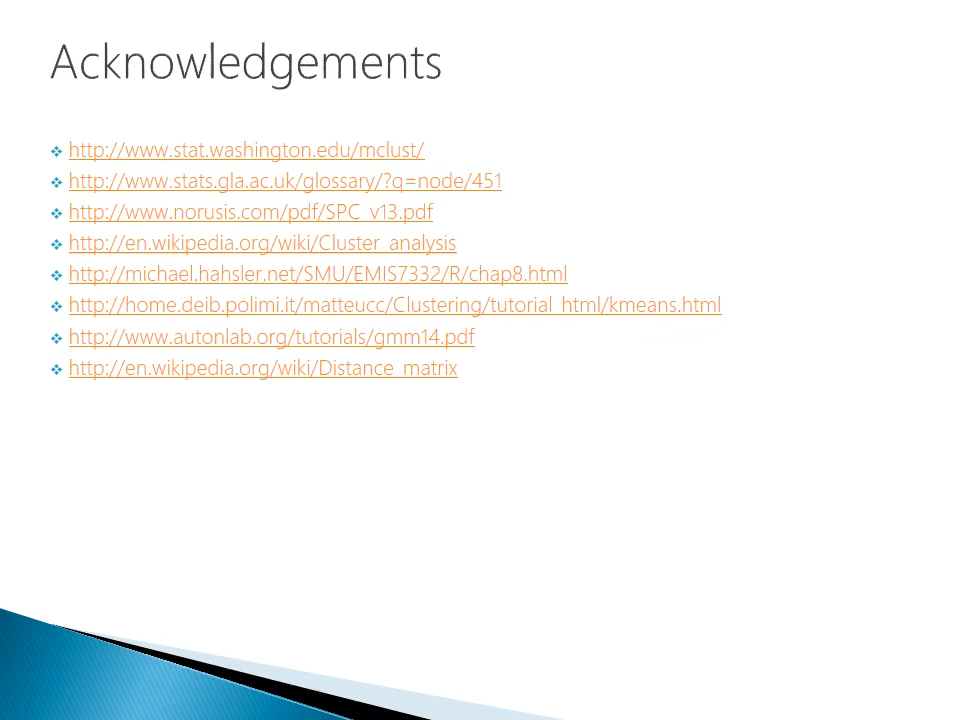 Acknowledgements
http://www.stat.washington.edu/mclust/
http://www.stats.gla.ac.uk/glossary/?q=node/451
http://www.norusis.com/pdf/SPC_v13.pdf
http://en.wikipedia.org/wiki/Cluster_analysis
http://michael.hahsler.net/SMU/EMIS7332/R/chap8.html
http://home.deib.polimi.it/matteucc/Clustering/tutorial_html/kmeans.html
http://www.autonlab.org/tutorials/gmm14.pdf
http://en.wikipedia.org/wiki/Distance_matrix